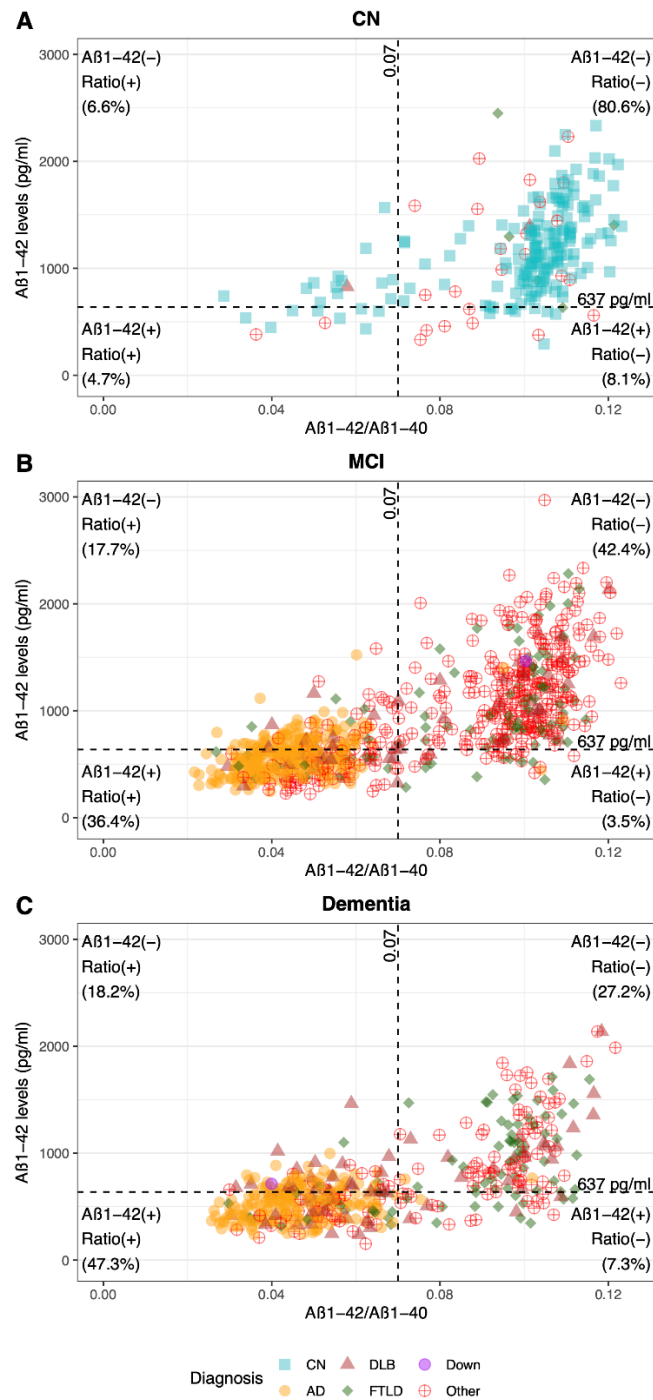 A
CN
Aß1−42(−)
Ratio(+)
(6.6%)
0.07
Aß1−42(−)
Ratio(−)
(80.6%)
3000
2000
1000
0
Aß1−42 levels (pg/ml)
637 pg/ml
Aß1−42(+)
Ratio(+)
(4.7%)
Aß1−42(+)
Ratio(−)
(8.1%)
0.00
0.04
0.08
0.12
Aß1−42/Aß1−40
B
MCI
Aß1−42(−)
Ratio(+)
(17.7%)
0.07
Aß1−42(−)
Ratio(−)
(42.4%)
3000
2000
1000
0
Aß1−42 levels (pg/ml)
637 pg/ml
Aß1−42(+)
Ratio(+)
(36.4%)
Aß1−42(+)
Ratio(−)
(3.5%)
0.00
0.04
0.08
0.12
Aß1−42/Aß1−40
C
Dementia
Aß1−42(−)
Ratio(+)
(18.2%)
0.07
Aß1−42(−)
Ratio(−)
(27.2%)
3000
2000
1000
0
Aß1−42 levels (pg/ml)
637 pg/ml
Aß1−42(+)
Ratio(+)
(47.3%)
Aß1−42(+)
Ratio(−)
(7.3%)
0.00
0.04
0.08
0.12
Aß1−42/Aß1−40
Diagnosis
CN
DLB
Down
AD
FTLD
Other